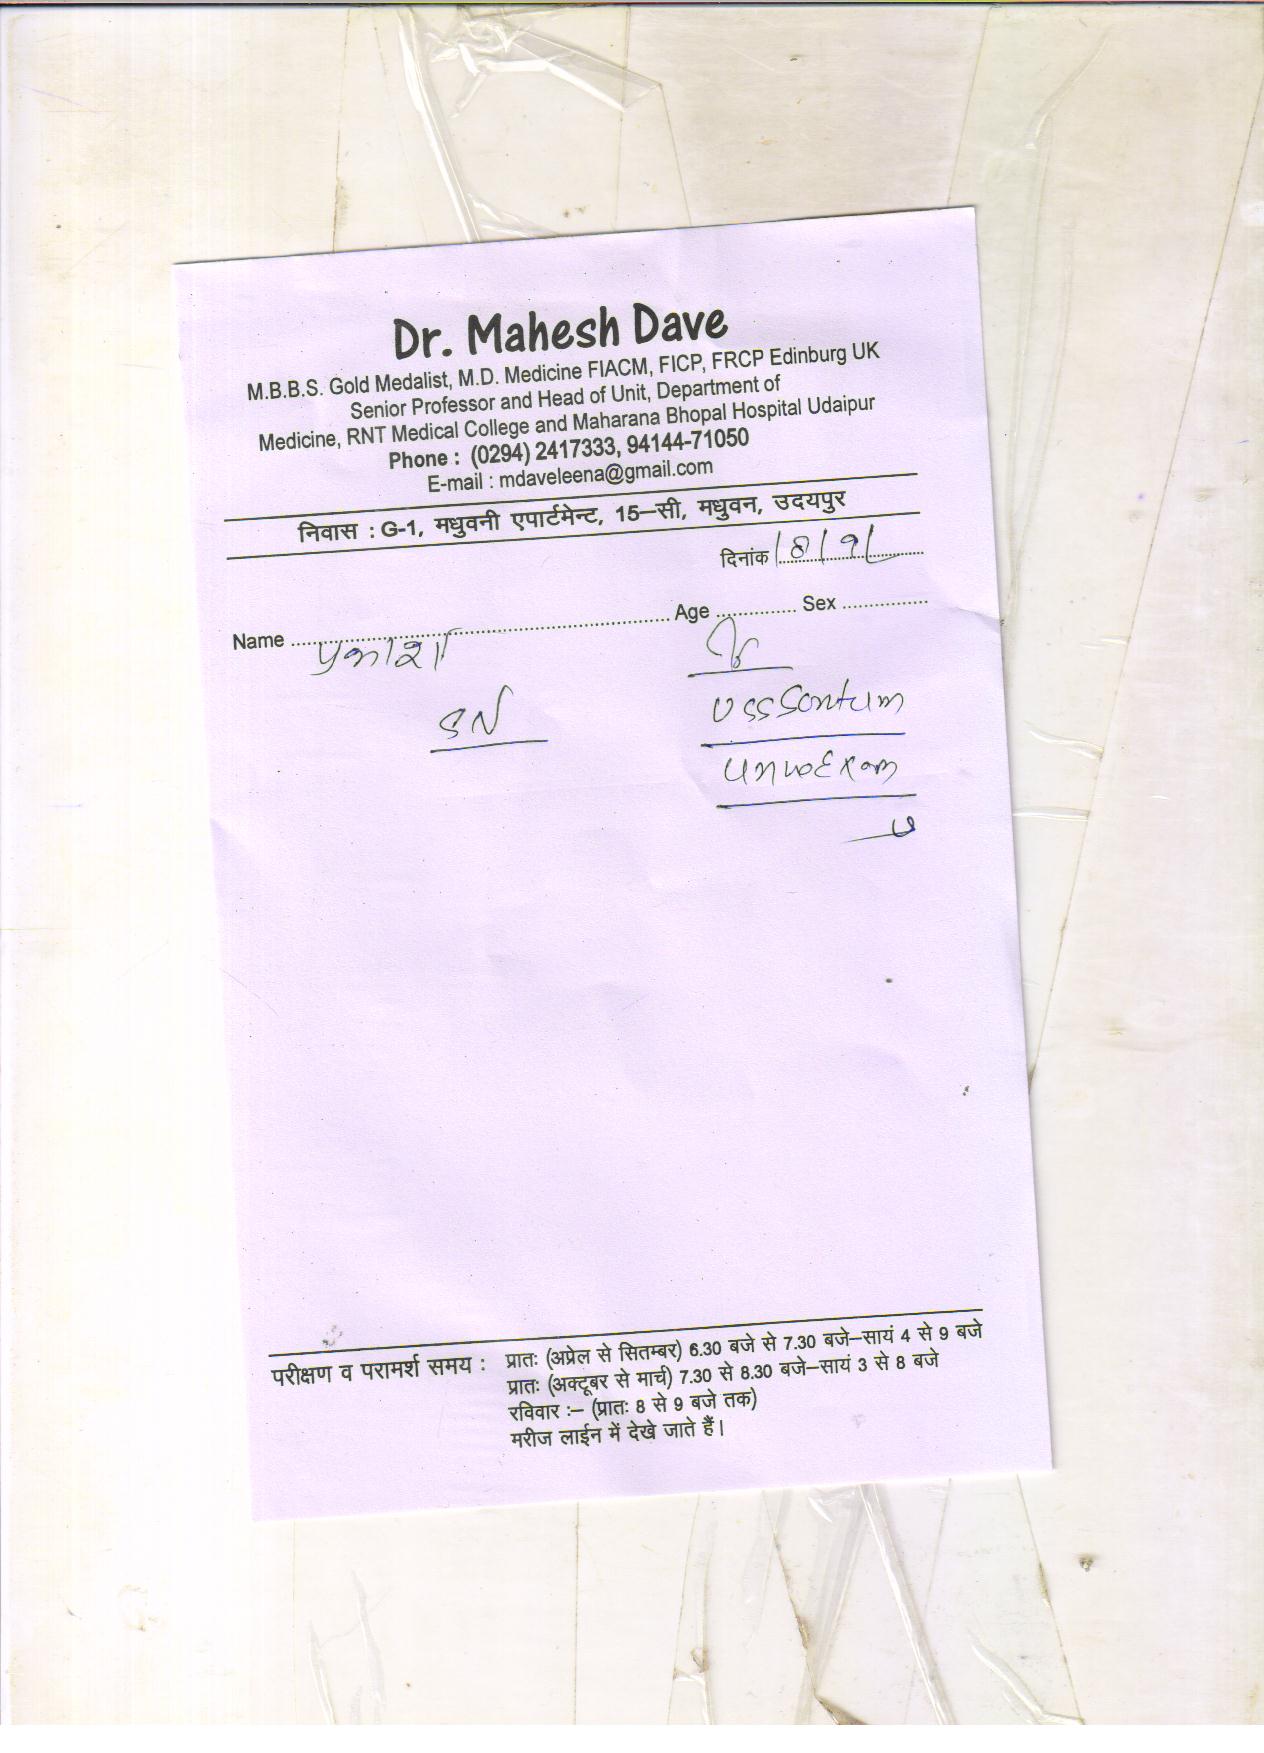 Dr. Mahesh Dave
M.B.B.S. Gold Medalist, M.D. Medicine FIACM, FICP, FRCP Edinburg UK
Senior Professor and Head of Unit, Department of
Medicine, RNT Medical College and Maharana Bhopal Hospital Udaipur
Phone : (0294) 2417333, 94144-71050
E-mail : mdaveleena@gmail.com
निवास : G-1, मधुवनी एपार्टमेन्ट, 15–सी, मधुवन, उदयपुर
दिनांक 18/9/
Name .......... Age .......... Sex ..........
प्रकाश
परीक्षण व परामर्श समय : प्रातः (अप्रेल से सितम्बर) 6.30 बजे से 7.30 बजे–सायं 4 से 9 बजे
प्रातः (अक्टूबर से मार्च) 7.30 से 8.30 बजे–सायं 3 से 8 बजे
रविवार :– (प्रातः 8 से 9 बजे तक)
मरीज लाईन में देखे जाते हैं।